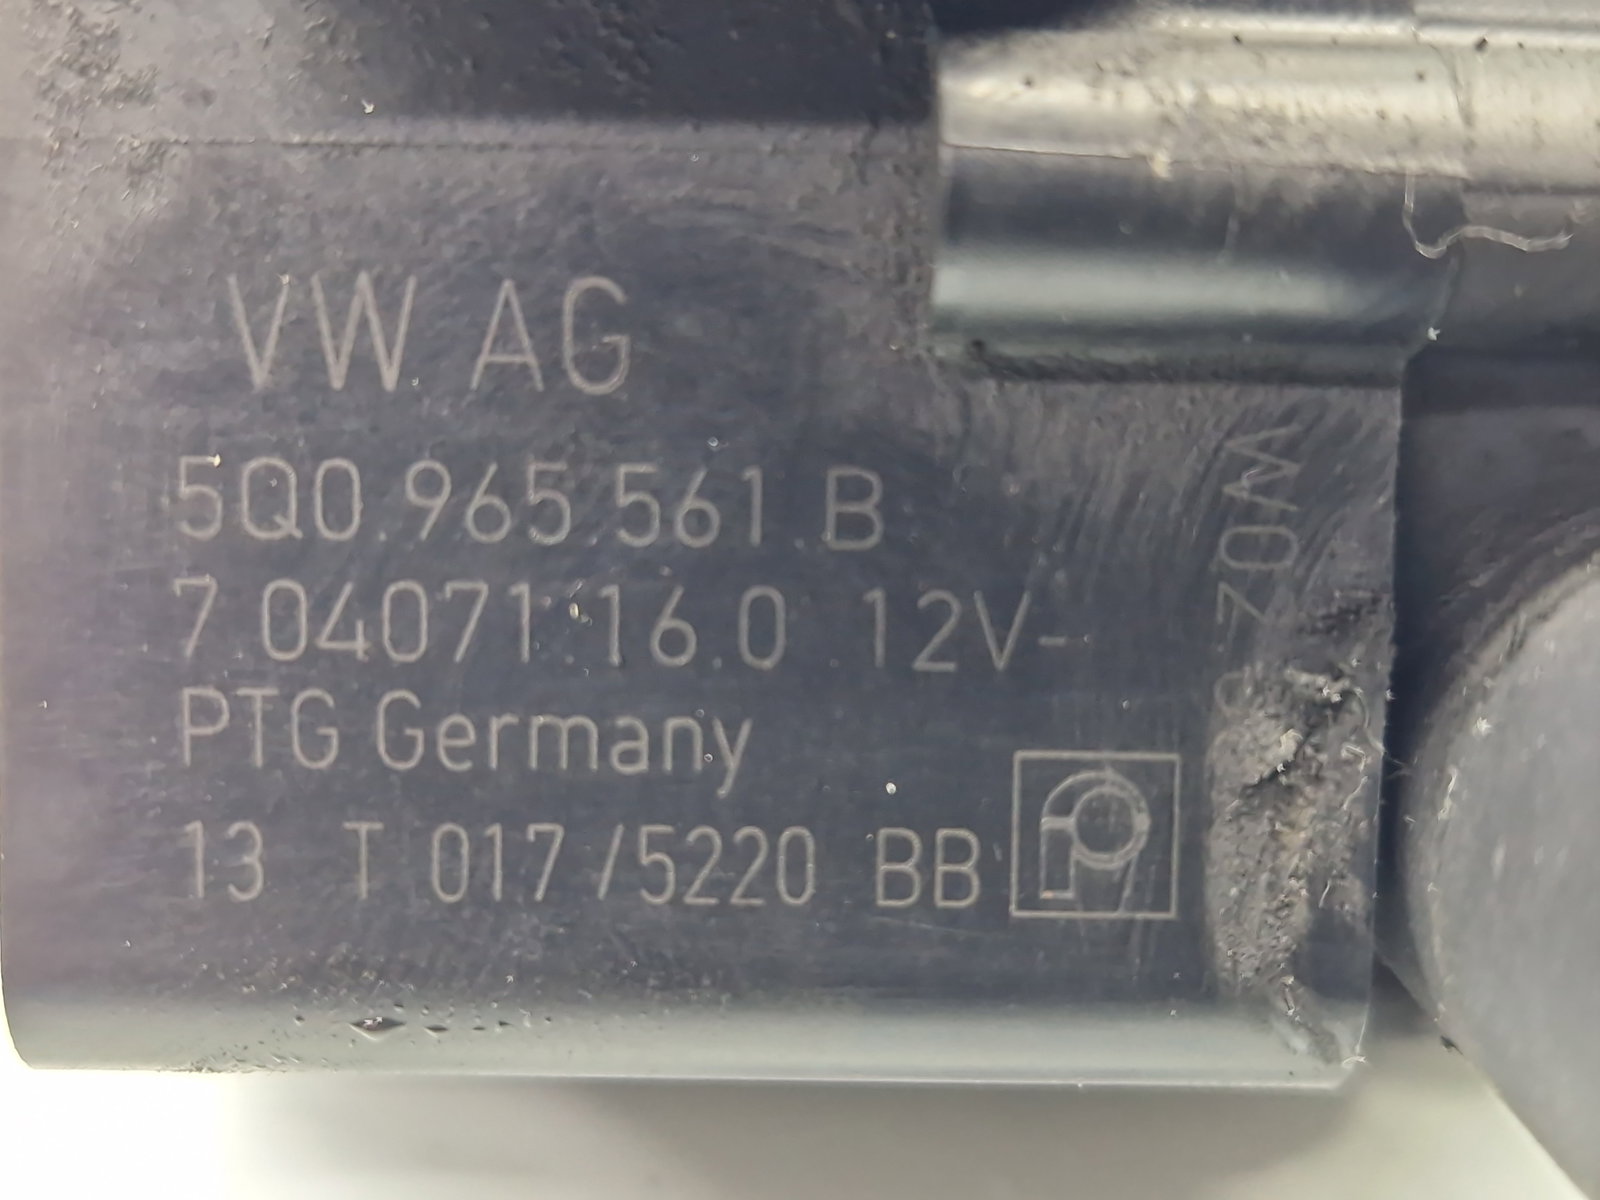 VW AG
5Q0 965 561 B
7.04071.16.0 12V-
PTG Germany
13 T 017 /5220 BB